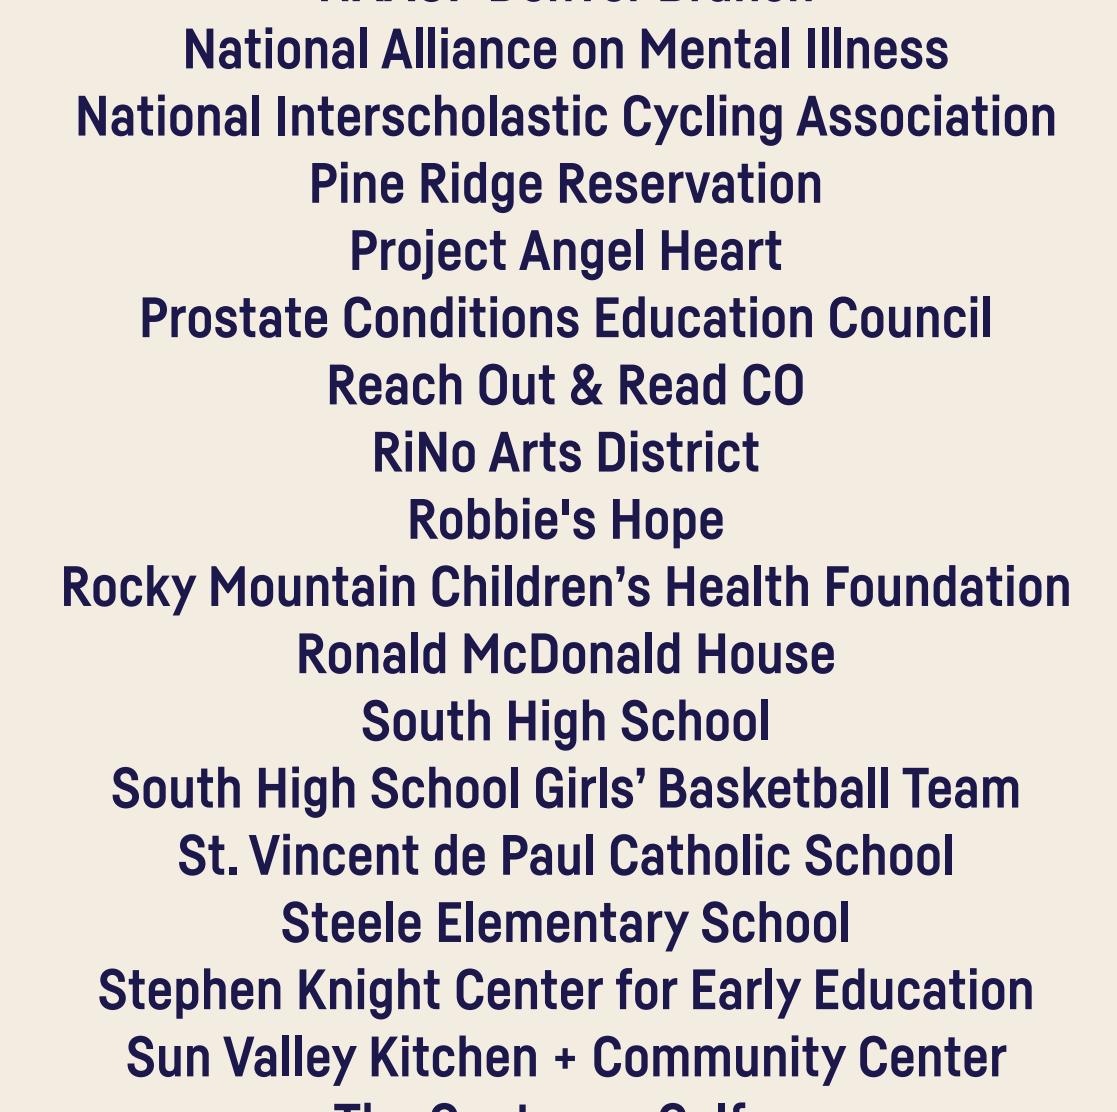 National Alliance on Mental Illness
National Interscholastic Cycling Association
Pine Ridge Reservation
Project Angel Heart
Prostate Conditions Education Council
Reach Out & Read CO
RiNo Arts District
Robbie's Hope
Rocky Mountain Children’s Health Foundation
Ronald McDonald House
South High School
South High School Girls’ Basketball Team
St. Vincent de Paul Catholic School
Steele Elementary School
Stephen Knight Center for Early Education
Sun Valley Kitchen + Community Center